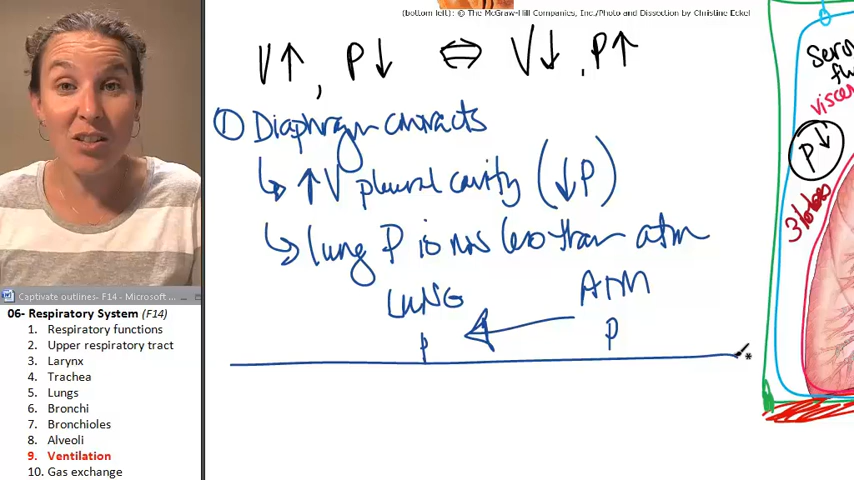 (bottom left): © The McGraw-Hill Companies, Inc./Photo and Dissection by Christine Eckel
V↑, P↓ ⇔ V↓, P↑
① Diaphragm contracts
↳ ↑V pleural cavity (↓P)
↳ lung P is now less than atm
LUNG ATM
P ← P
Serou
flu
visce
P↓
3 lobes
Captivate outlines- F14 - Microsoft ...
06- Respiratory System (F14)
1. Respiratory functions
2. Upper respiratory tract
3. Larynx
4. Trachea
5. Lungs
6. Bronchi
7. Bronchioles
8. Alveoli
9. Ventilation
10. Gas exchange